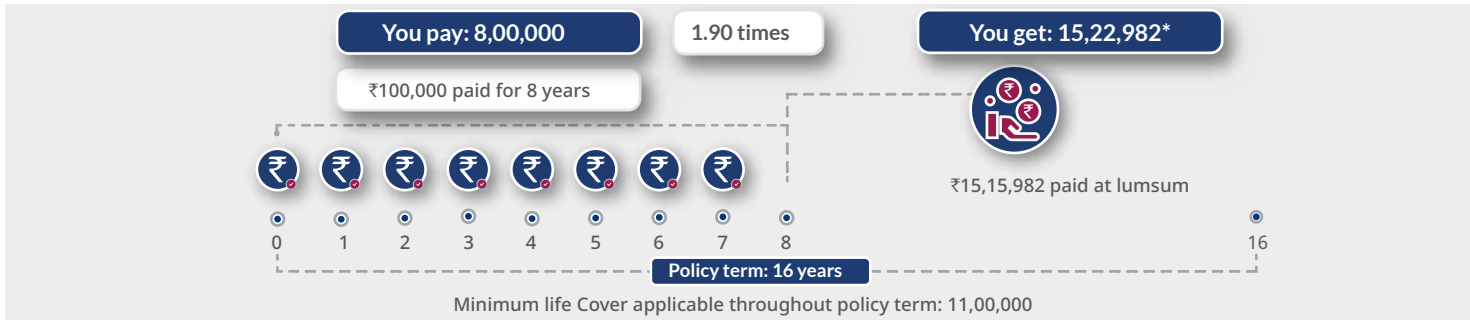 You pay: 8,00,000
1.90 times
You get: 15,22,982*
₹100,000 paid for 8 years
₹ ₹ ₹ ₹ ₹ ₹ ₹ ₹
₹ ₹
₹15,15,982 paid at lumsum
0 1 2 3 4 5 6 7 8 16
Policy term: 16 years
Minimum life Cover applicable throughout policy term: 11,00,000